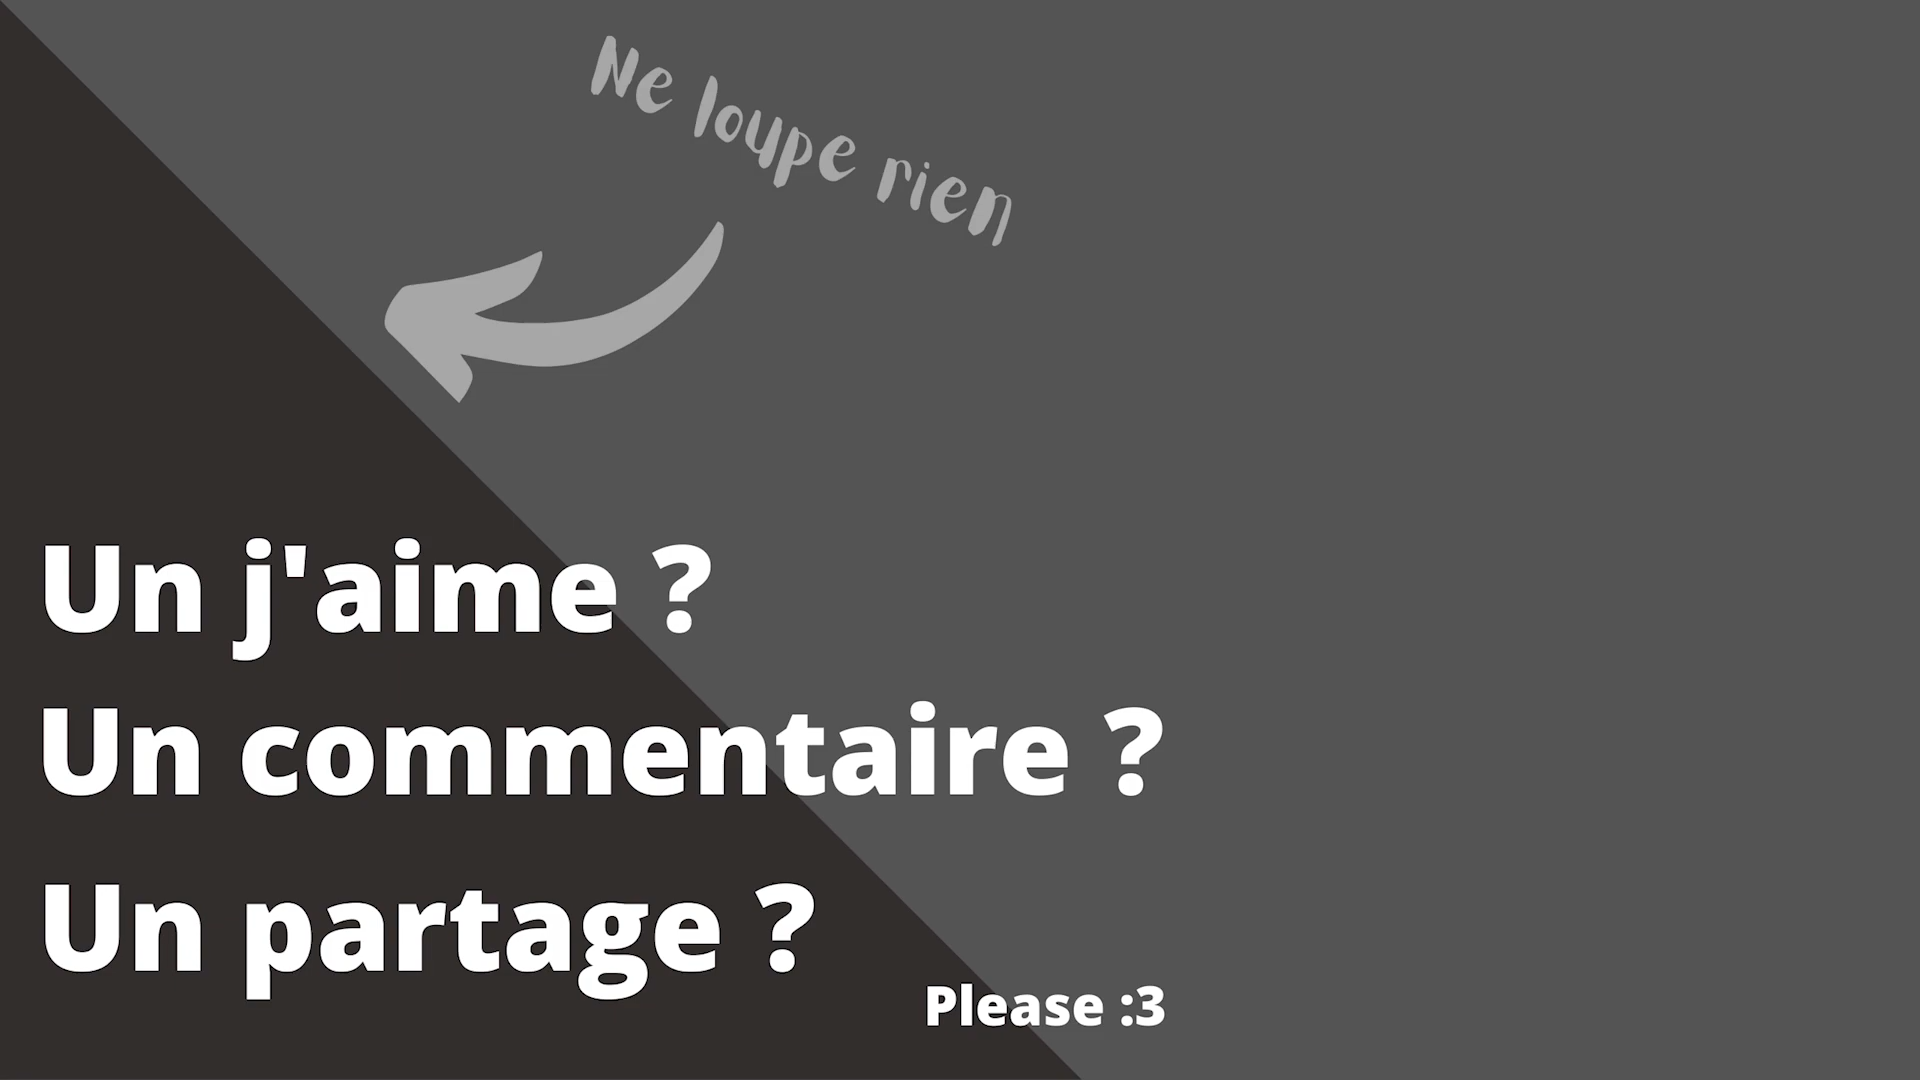 Ne loupe rien
Un j'aime ?
Un commentaire ?
Un partage ?
Please :3